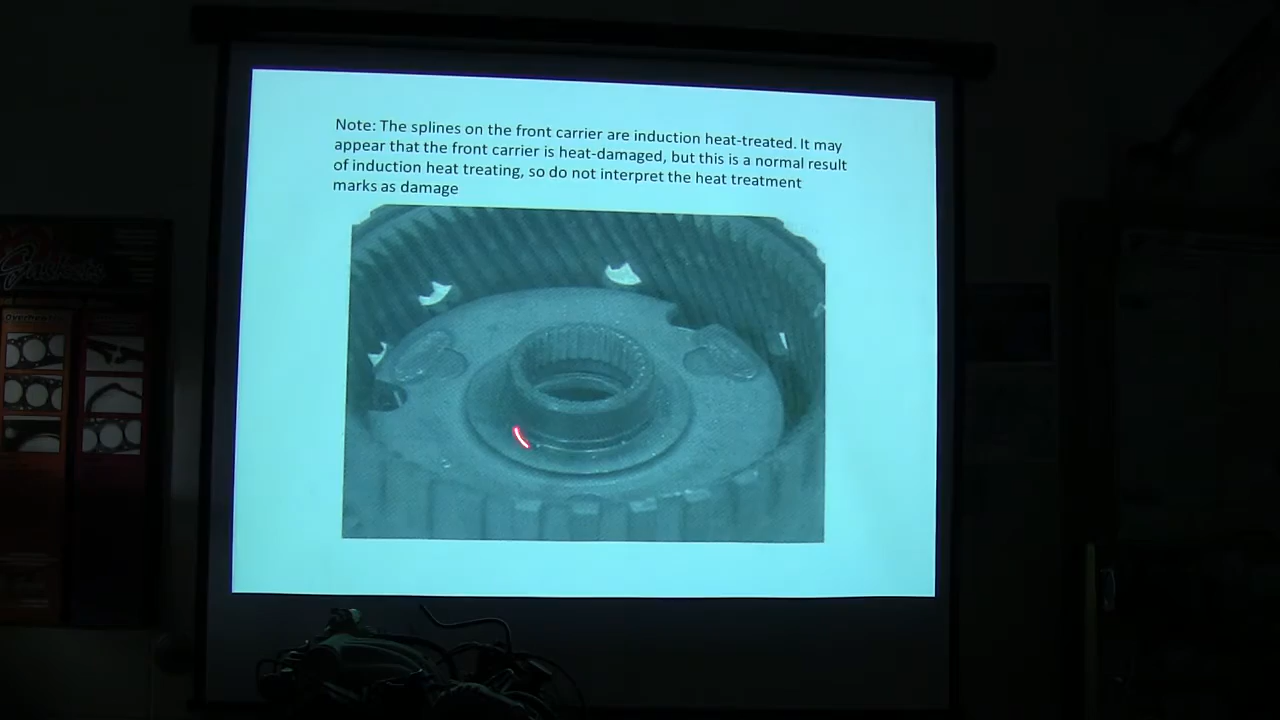 Note: The splines on the front carrier are induction heat-treated. It may
appear that the front carrier is heat-damaged, but this is a normal result
of induction heat treating, so do not interpret the heat treatment
marks as damage
Gaskets